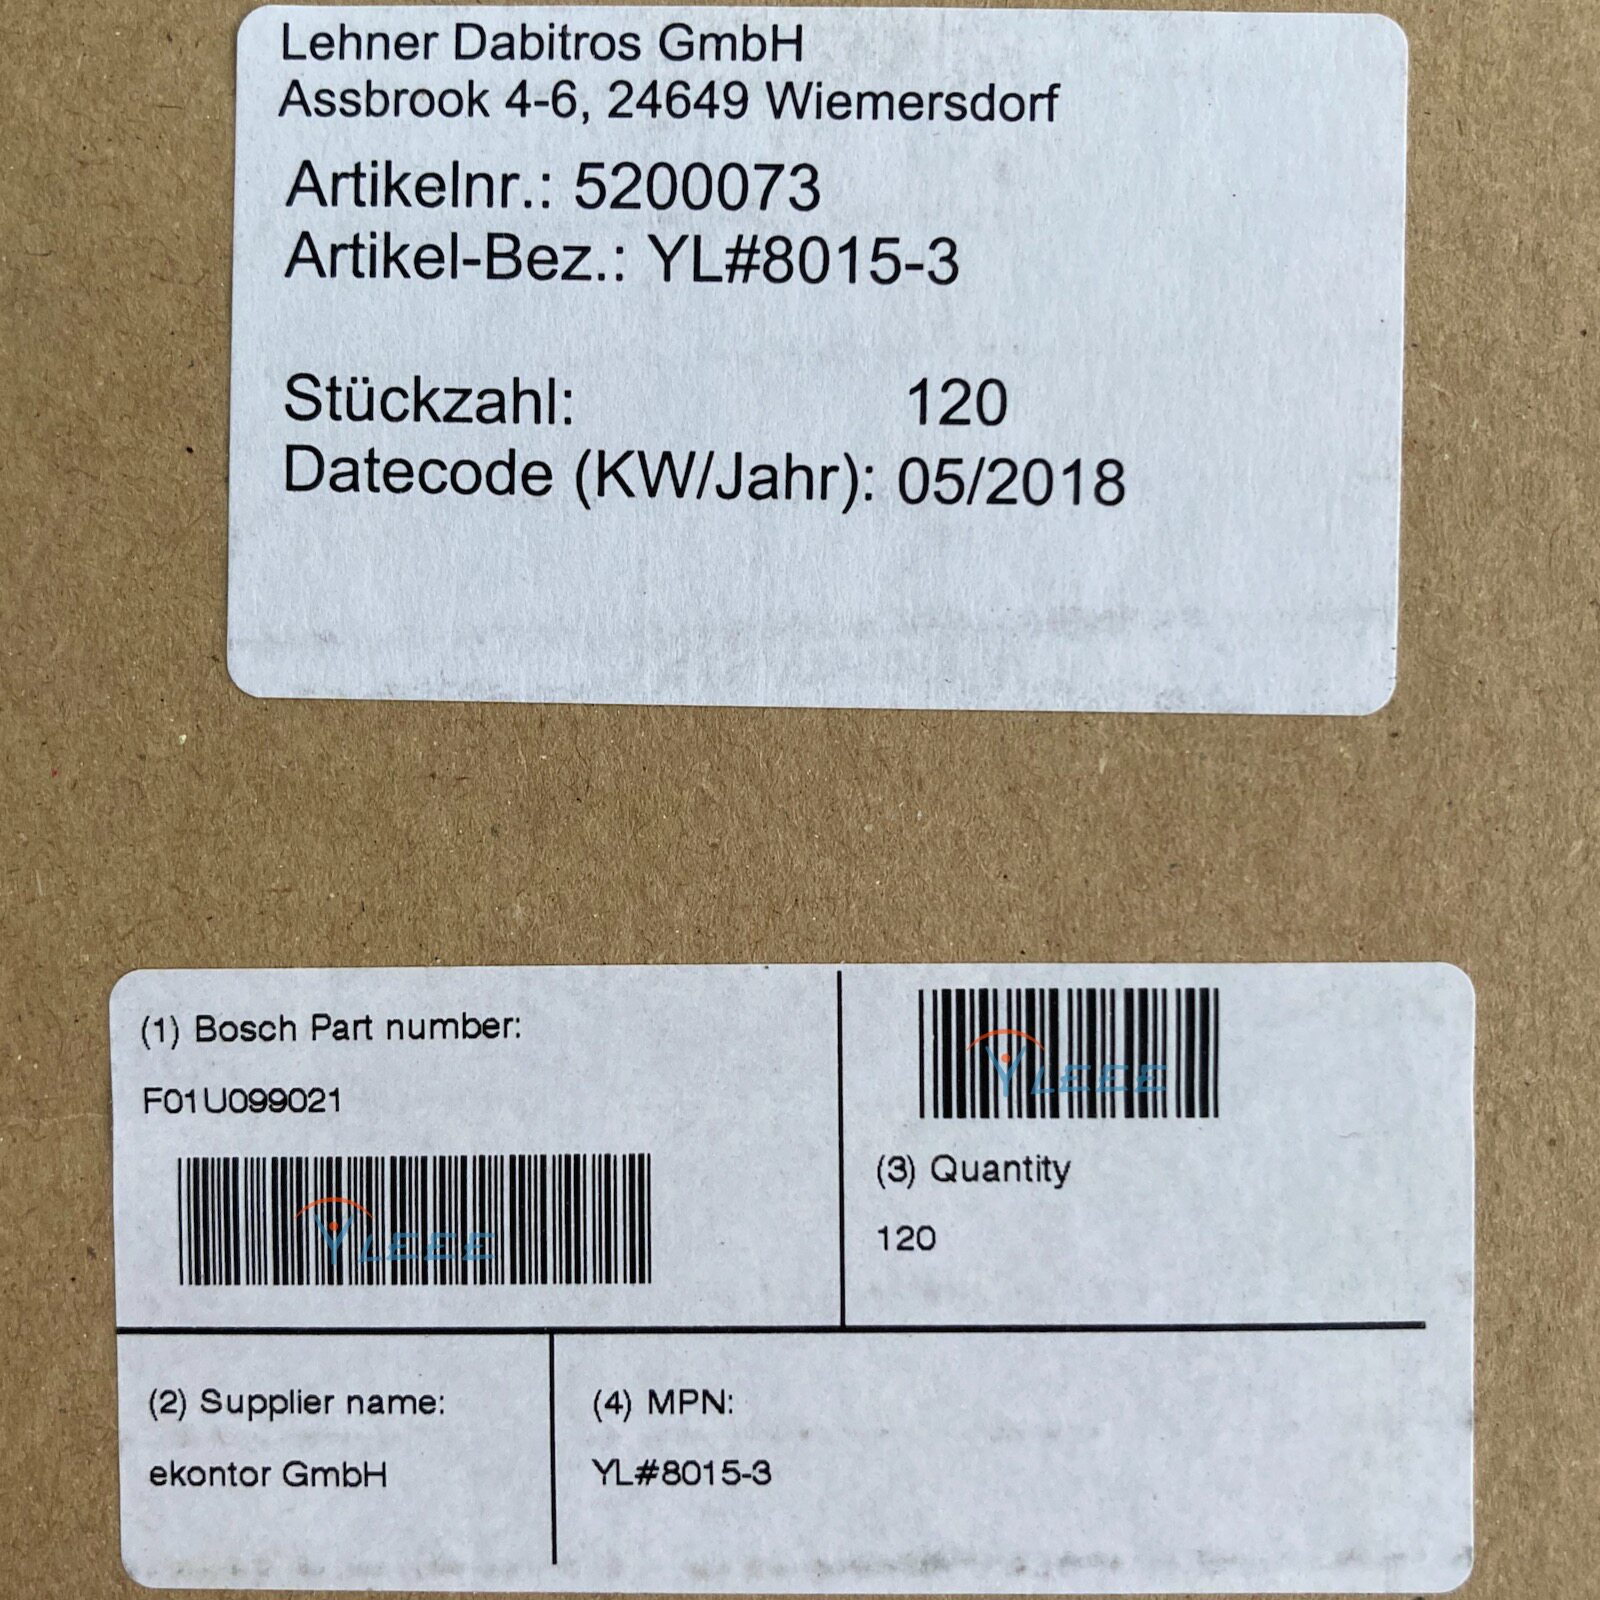 Lehner Dabitros GmbH
Assbrook 4-6, 24649 Wiemersdorf
Artikelnr.: 5200073
Artikel-Bez.: YL#8015-3
Stückzahl: 120
Datecode (KW/Jahr): 05/2018
(1) Bosch Part number:
F01U099021
YLEEE
YLEEE
(3) Quantity
120
(2) Supplier name:
ekontor GmbH
(4) MPN:
YL#8015-3